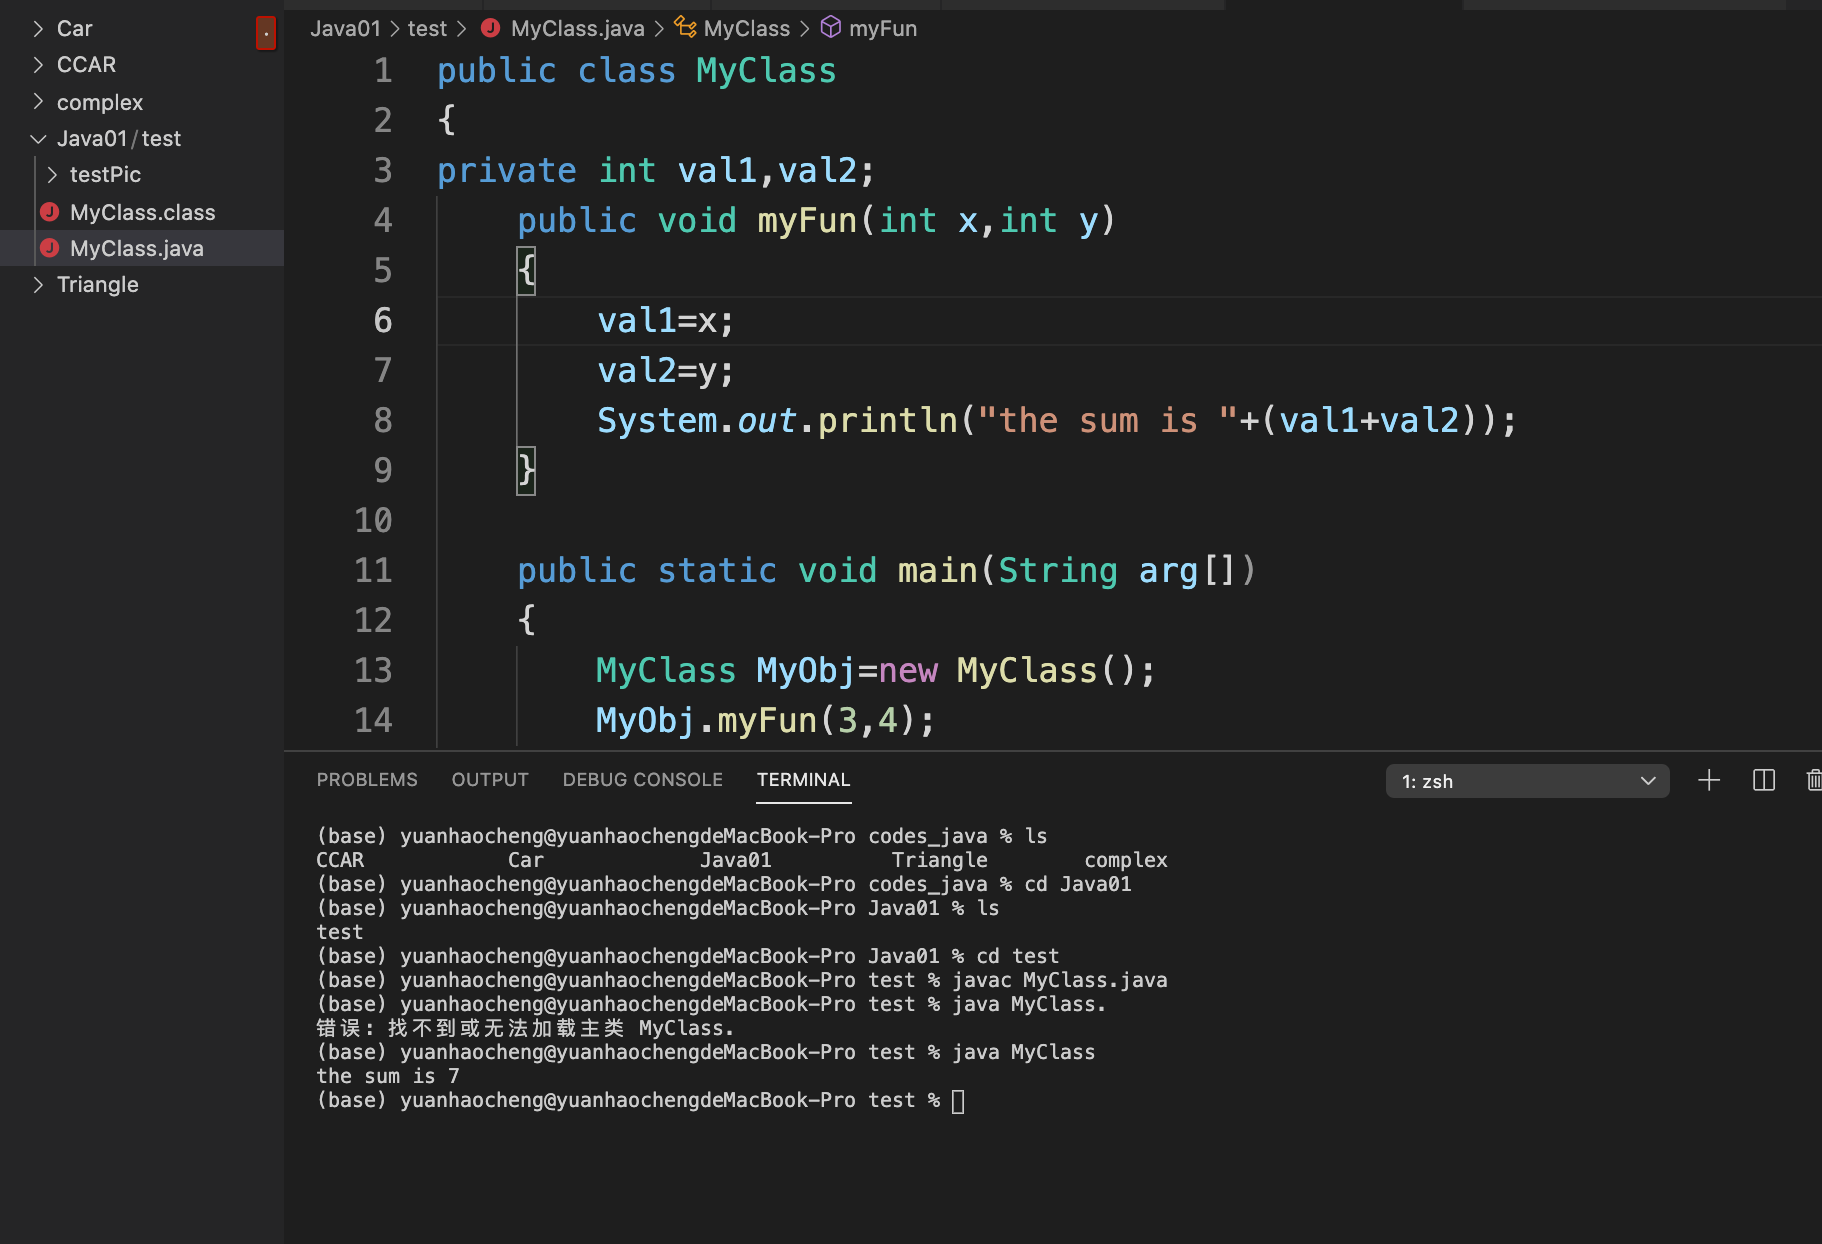 Car
CCAR
complex
Java01/test
testPic
MyClass.class
MyClass.java
Triangle
Java01 > test > MyClass.java > MyClass > myFun
1 public class MyClass
2 {
3 private int val1,val2;
4 public void myFun(int x,int y)
5 {
6 val1=x;
7 val2=y;
8 System.out.println("the sum is "+(val1+val2));
9 }
10
11 public static void main(String arg[])
12 {
13 MyClass MyObj=new MyClass();
14 MyObj.myFun(3,4);
PROBLEMS OUTPUT DEBUG CONSOLE TERMINAL 1: zsh
(base) yuanhaocheng@yuanhaochengdeMacBook-Pro codes_java % ls
CCAR Car Java01 Triangle complex
(base) yuanhaocheng@yuanhaochengdeMacBook-Pro codes_java % cd Java01
(base) yuanhaocheng@yuanhaochengdeMacBook-Pro Java01 % ls
test
(base) yuanhaocheng@yuanhaochengdeMacBook-Pro Java01 % cd test
(base) yuanhaocheng@yuanhaochengdeMacBook-Pro test % javac MyClass.java
(base) yuanhaocheng@yuanhaochengdeMacBook-Pro test % java MyClass.
错误: 找不到或无法加载主类 MyClass.
(base) yuanhaocheng@yuanhaochengdeMacBook-Pro test % java MyClass
the sum is 7
(base) yuanhaocheng@yuanhaochengdeMacBook-Pro test %